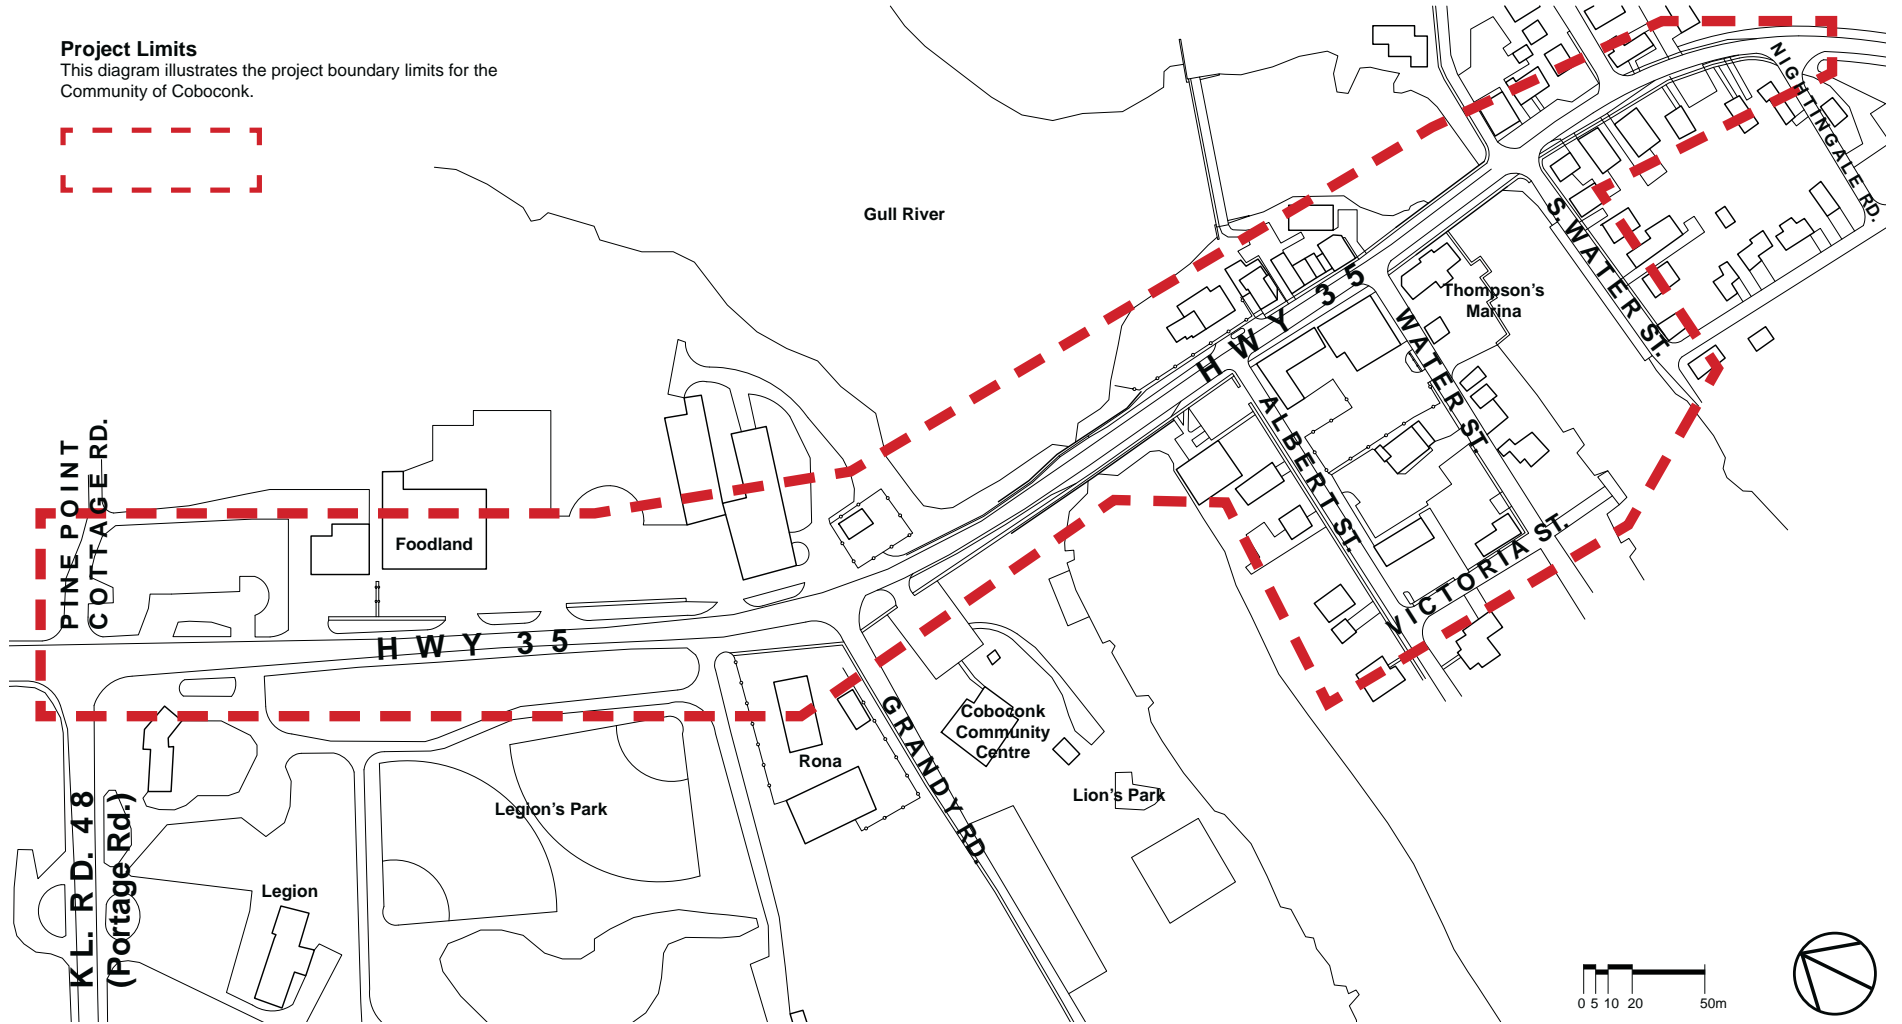 Project Limits
This diagram illustrates the project boundary limits for the
Community of Coboconk.
NIGHTINGALE RD.
Gull River
S. WATER ST.
HWY 35
Thompson's
Marina
WATER ST.
ALBERT ST.
PINE POINT
COTTAGE RD.
Foodland
VICTORIA ST.
HWY 35
GRANDY RD.
Coboconk
Community
Centre
Rona
Legion's Park
Lion's Park
KL. RD. 48
(Portage Rd.)
Legion
0 5 10 20 50m